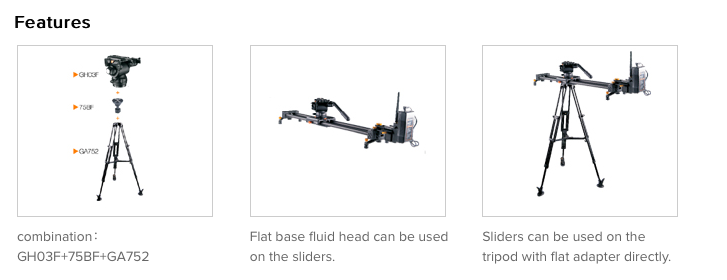 Features
GH03F
75BF
GA752
combination：
GH03F+75BF+GA752
Flat base fluid head can be used
on the sliders.
Sliders can be used on the
tripod with flat adapter directly.